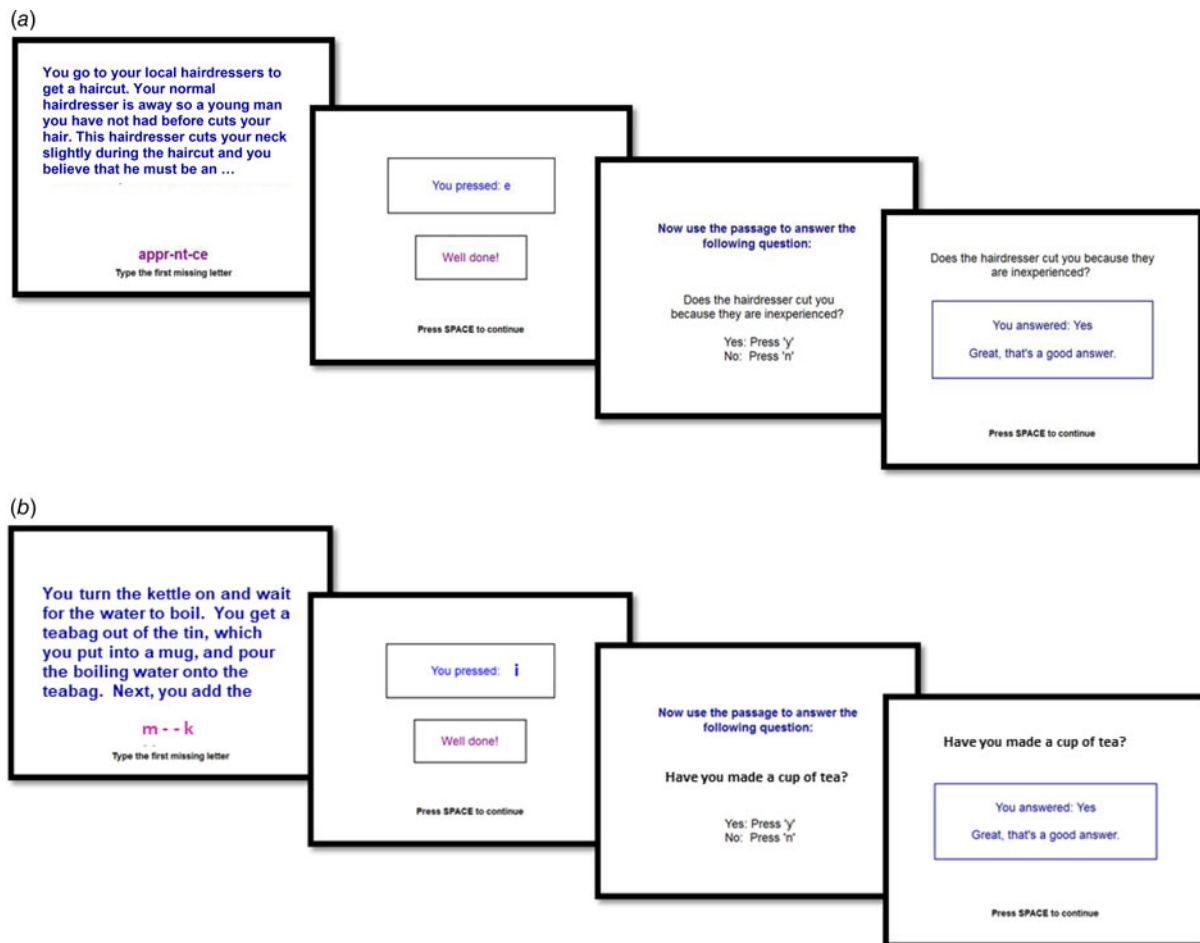 (a)
You go to your local hairdressers to
get a haircut. Your normal
hairdresser is away so a young man
you have not had before cuts your
hair. This hairdresser cuts your neck
slightly during the haircut and you
believe that he must be an …
appr-nt-ce
Type the first missing letter
You pressed: e
Well done!
Press SPACE to continue
Now use the passage to answer the
following question:
Does the hairdresser cut you
because they are inexperienced?
Yes: Press 'y'
No: Press 'n'
Does the hairdresser cut you because they
are inexperienced?
You answered: Yes
Great, that's a good answer.
Press SPACE to continue
(b)
You turn the kettle on and wait
for the water to boil. You get a
teabag out of the tin, which
you put into a mug, and pour
the boiling water onto the
teabag. Next, you add the
m - - k
Type the first missing letter
You pressed: i
Well done!
Press SPACE to continue
Now use the passage to answer the
following question:
Have you made a cup of tea?
Yes: Press 'y'
No: Press 'n'
Have you made a cup of tea?
You answered: Yes
Great, that's a good answer.
Press SPACE to continue